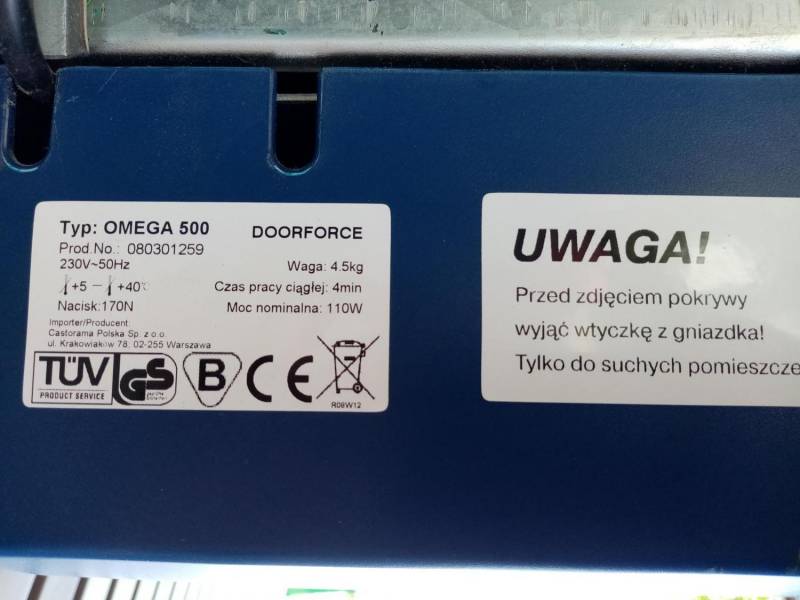 Typ: OMEGA 500
DOORFORCE
Prod.No.: 080301259
230V~50Hz
Waga: 4.5kg
+5 — +40°C
Czas pracy ciągłej: 4min
Nacisk:170N
Moc nominalna: 110W
Importer/Producent:
Castorama Polska Sp. z o.o.
ul. Krakowiaków 78, 02-255 Warszawa
TÜV
PRODUCT SERVICE
GS
B
CE
R09W12
UWAGA!
Przed zdjęciem pokrywy
wyjąć wtyczkę z gniazdka!
Tylko do suchych pomieszcze